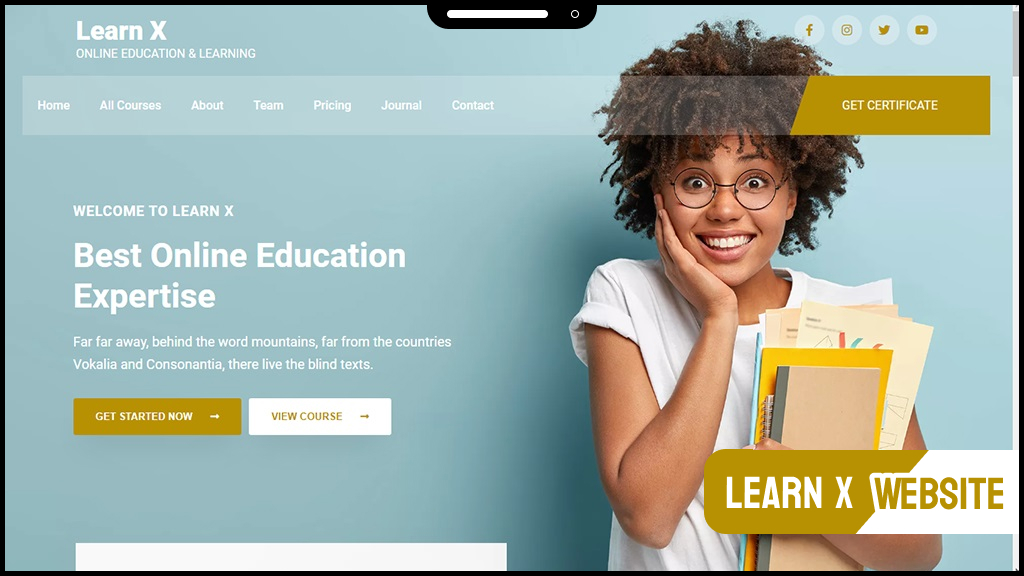 Learn X
ONLINE EDUCATION & LEARNING
Home All Courses About Team Pricing Journal Contact
GET CERTIFICATE
WELCOME TO LEARN X
Best Online Education
Expertise
Far far away, behind the word mountains, far from the countries
Vokalia and Consonantia, there live the blind texts.
GET STARTED NOW
VIEW COURSE
LEARN X WEBSITE